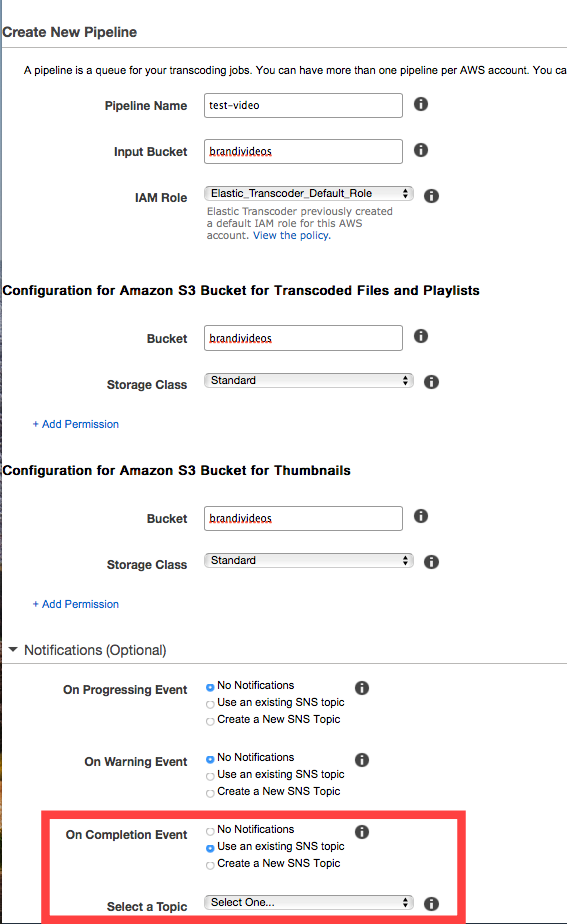 Create New Pipeline
A pipeline is a queue for your transcoding jobs. You can have more than one pipeline per AWS account. You ca
Pipeline Name test-video
Input Bucket brandivideos
IAM Role Elastic_Transcoder_Default_Role
Elastic Transcoder previously created
a default IAM role for this AWS
account. View the policy.
Configuration for Amazon S3 Bucket for Transcoded Files and Playlists
Bucket brandivideos
Storage Class Standard
+ Add Permission
Configuration for Amazon S3 Bucket for Thumbnails
Bucket brandivideos
Storage Class Standard
+ Add Permission
Notifications (Optional)
On Progressing Event No Notifications
Use an existing SNS topic
Create a New SNS Topic
On Warning Event No Notifications
Use an existing SNS topic
Create a New SNS Topic
On Completion Event No Notifications
Use an existing SNS topic
Create a New SNS Topic
Select a Topic Select One...